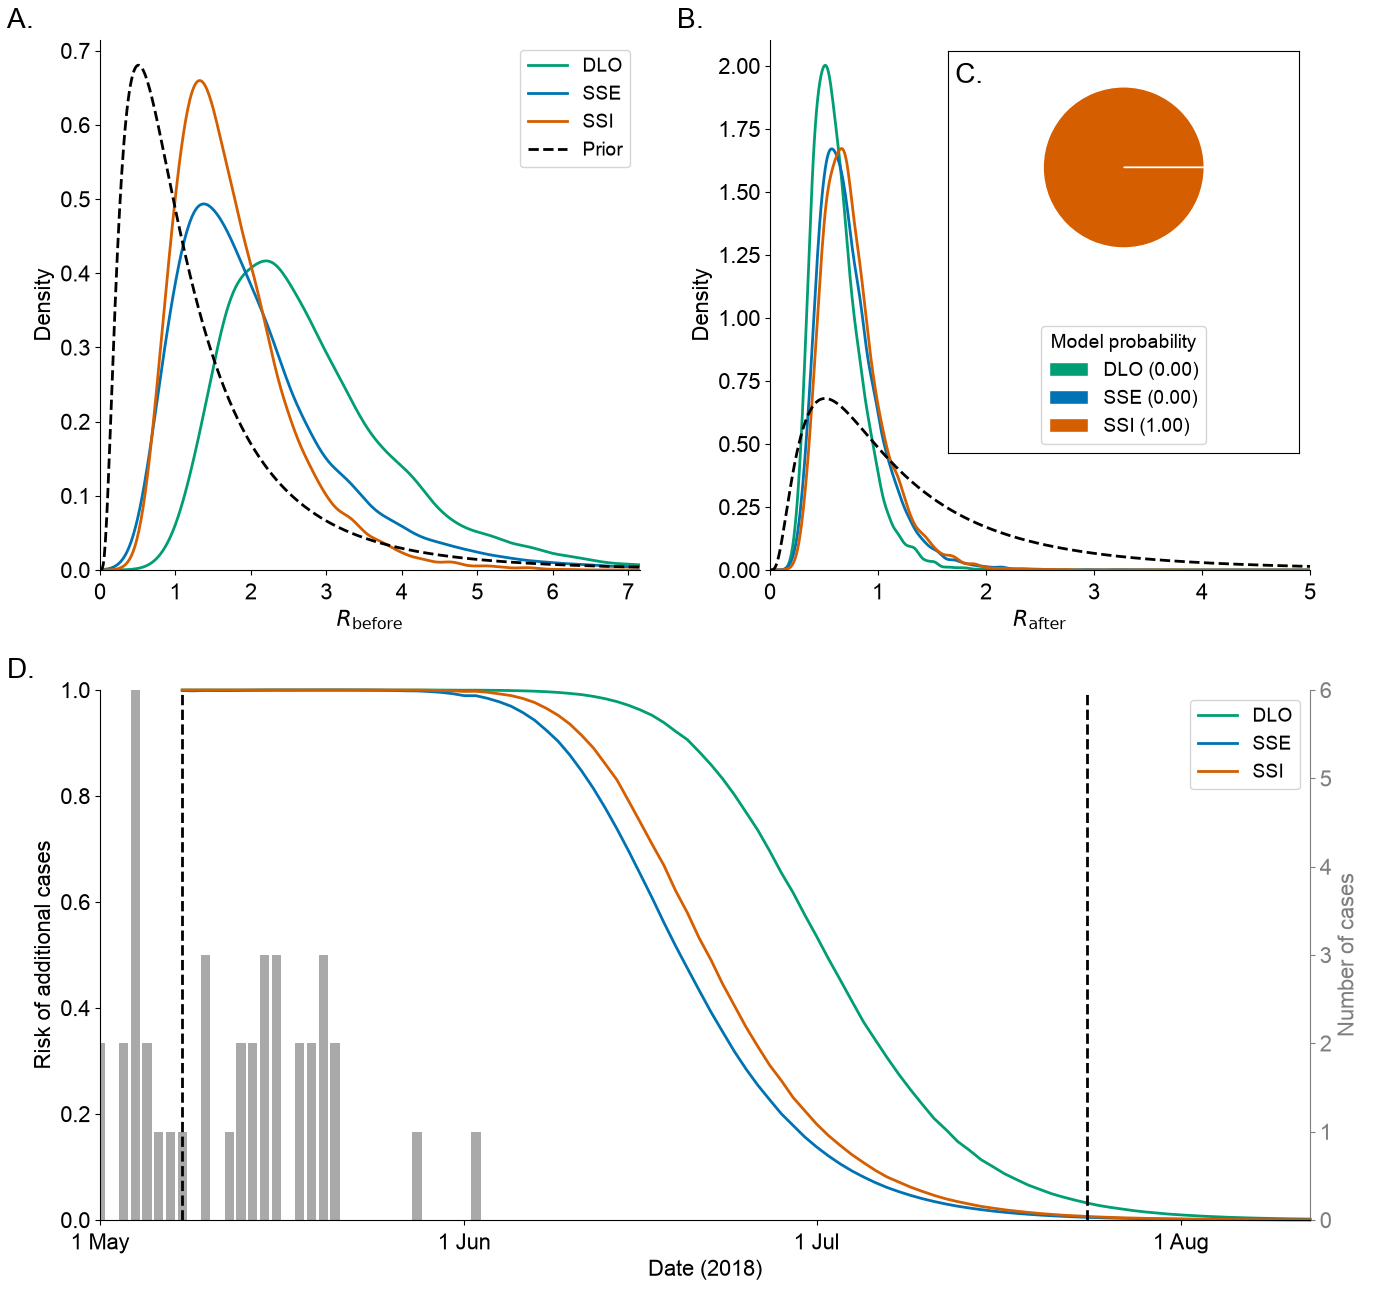 A.
0.7
0.6
0.5
0.4
0.3
0.2
0.1
0.0
Density
0 1 2 3 4 5 6 7
R before
DLO
SSE
SSI
Prior
B.
2.00
1.75
1.50
1.25
1.00
0.75
0.50
0.25
0.00
Density
0 1 2 3 4 5
R after
C.
Model probability
DLO (0.00)
SSE (0.00)
SSI (1.00)
D.
1.0
0.8
0.6
0.4
0.2
0.0
Risk of additional cases
1 May 1 Jun 1 Jul 1 Aug
Date (2018)
DLO
SSE
SSI
6
5
4
3
2
1
0
Number of cases